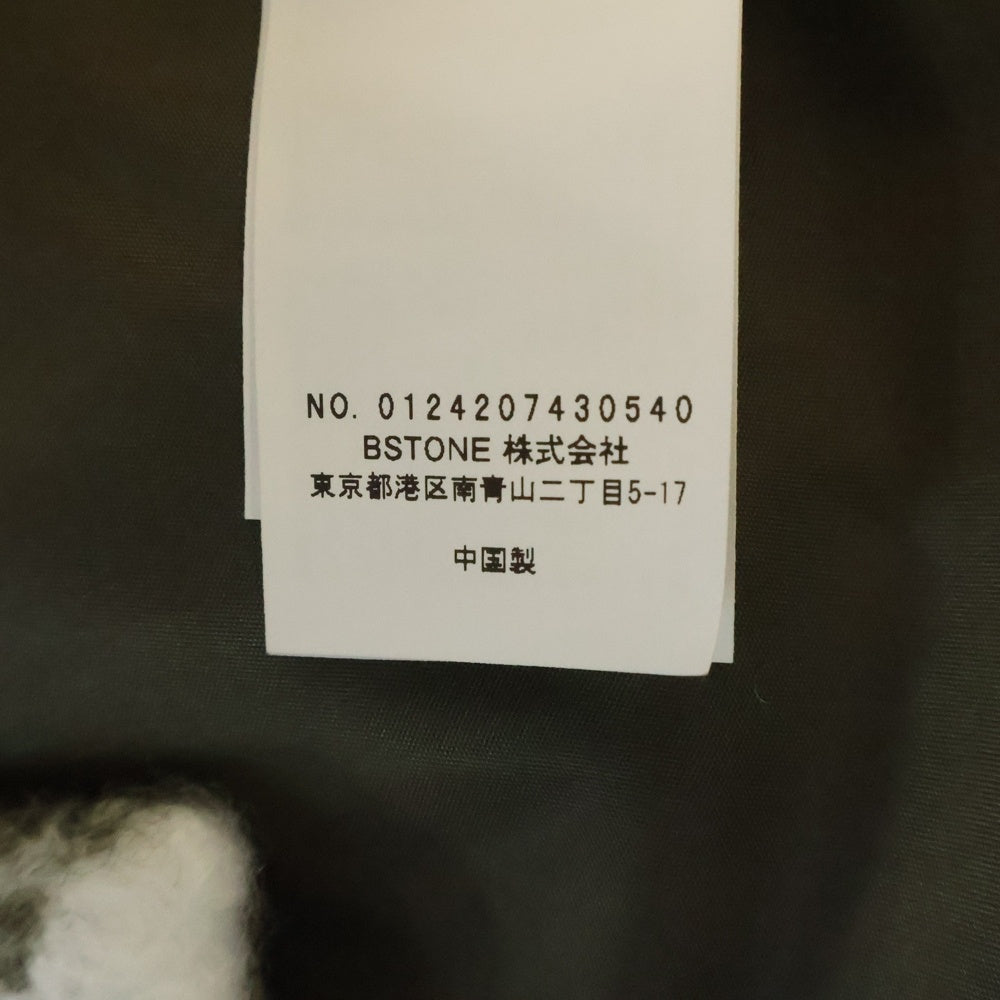 NO. 0124207430540
BSTONE 株式会社
東京都港区南青山二丁目5-17
中国製